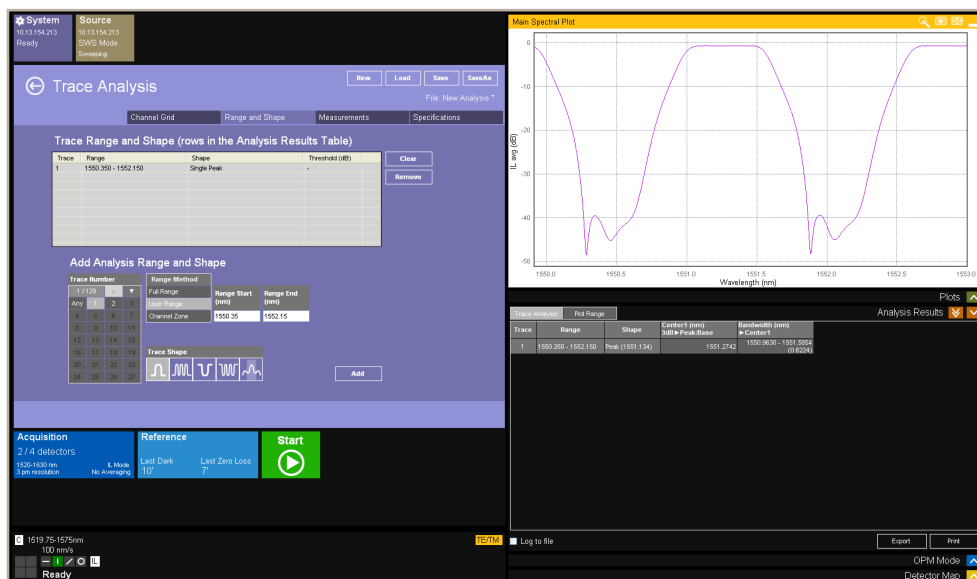 System
10.13.154.213
Ready
Source
10.13.154.213
SWS Mode
Sweeping
Trace Analysis
New
Load
Save
SaveAs
File: New Analysis *
Channel Grid
Range and Shape
Measurements
Specifications
Trace Range and Shape (rows in the Analysis Results Table)
Trace Range Shape Threshold (dB)
1 1550.350 - 1552.150 Single Peak -
Clear
Remove
Add Analysis Range and Shape
Trace Number
1 / 129
Any 1 2 3
4 5 6 7
8 9 10 11
12 13 14 15
16 17 18 19
20 21 22 23
24 25 26 27
Range Method
Full Range
User Range
Channel Zone
Range Start (nm)
1550.35
Range End (nm)
1552.15
Trace Shape
Add
Acquisition
2 / 4 detectors
1520-1630 nm IL Mode
3 pm resolution No Averaging
Reference
Last Dark Last Zero Loss
10' 7'
Start
C 1519.75-1575nm
TE/TM
100 nm/s
IL
Ready
Main Spectral Plot
IL avg (dB)
0
-10
-20
-30
-40
-50
1550.0 1550.5 1551.0 1551.5 1552.0 1552.5 1553.0
Wavelength (nm)
Plots
Analysis Results
Trace Analysis Plot Range
Trace Range Shape Center1 (nm) Bandwidth (nm)
3dB►Peak/Base ►Center1
1 1550.350 - 1552.150 Peak (1551.134) 1551.2742 1550.9630 - 1551.5854
(0.6224)
Log to file
Export
Print
OPM Mode
Detector Map